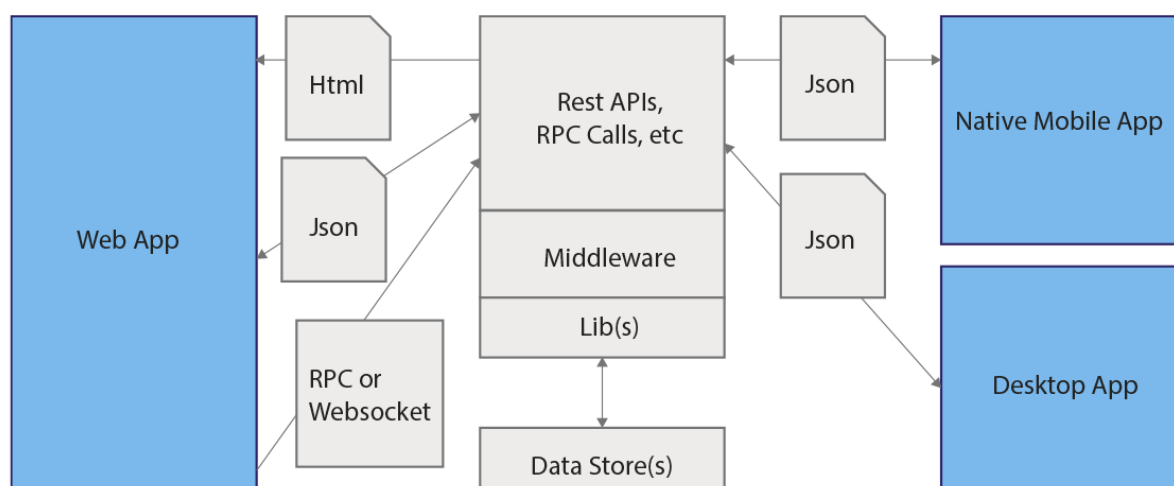 Html
Rest APIs,
RPC Calls, etc
Json
Native Mobile App
Web App
Json
Middleware
Json
Lib(s)
RPC or
Websocket
Desktop App
Data Store(s)